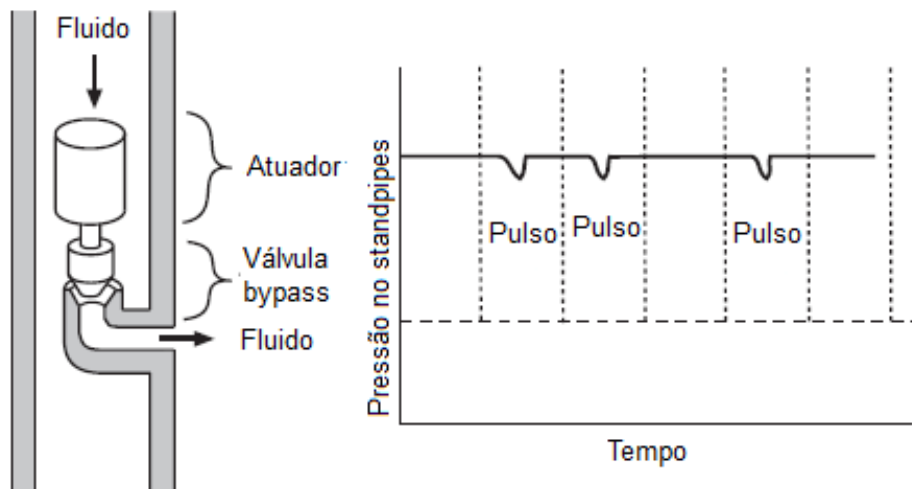 Fluido
Atuador
Válvula
bypass
Fluido
Pressão no standpipes
Pulso
Pulso
Pulso
Tempo